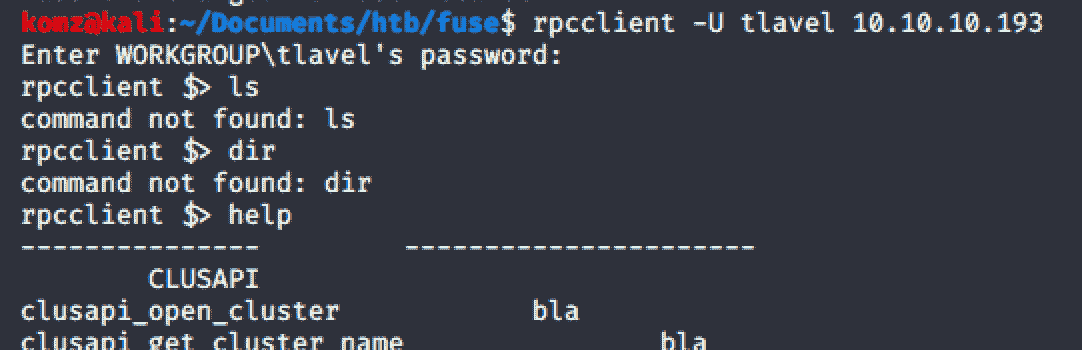 komz@kali:~/Documents/htb/fuse$ rpcclient -U tlavel 10.10.10.193
Enter WORKGROUP\tlavel's password:
rpcclient $> ls
command not found: ls
rpcclient $> dir
command not found: dir
rpcclient $> help
--------------- ----------------------
CLUSAPI
clusapi_open_cluster bla
clusapi_get_cluster_name bla